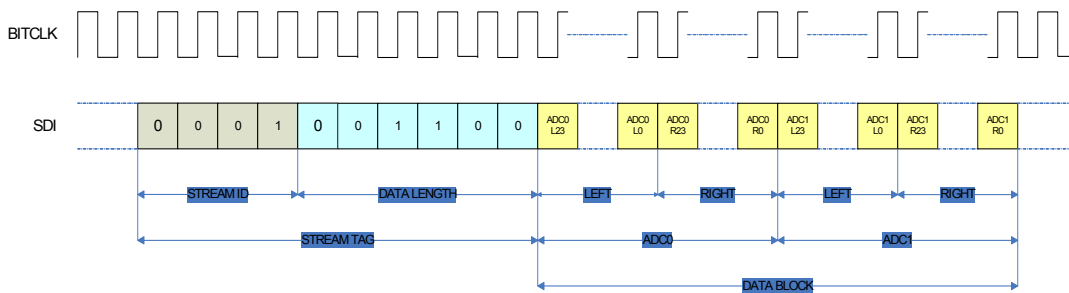 BITCLK
SDI
0 0 0 1 0 0 1 1 0 0
ADC0 L23
ADC0 L0
ADC0 R23
ADC0 R0
ADC1 L23
ADC1 L0
ADC1 R23
ADC1 R0
STREAM ID DATA LENGTH LEFT RIGHT LEFT RIGHT
STREAM TAG ADC0 ADC1
DATA BLOCK